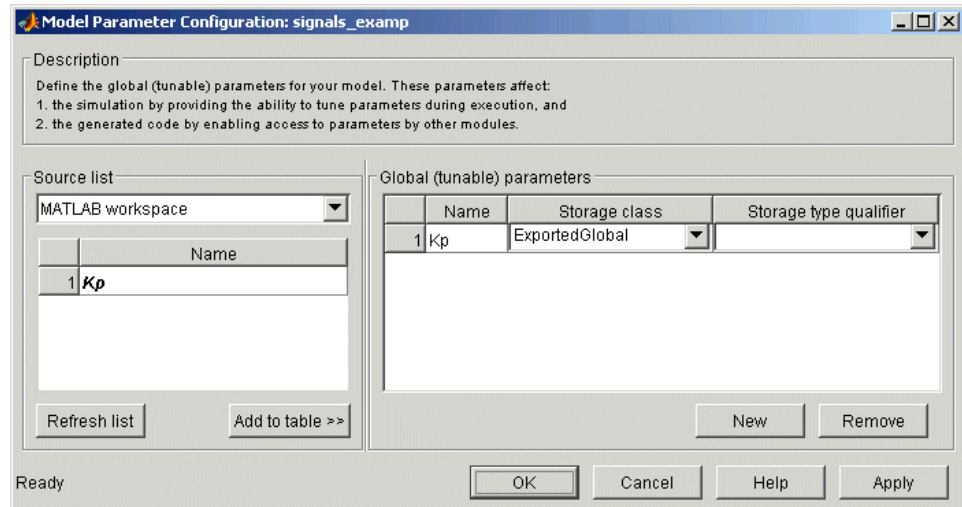 Model Parameter Configuration: signals_examp
Description
Define the global (tunable) parameters for your model. These parameters affect:
1. the simulation by providing the ability to tune parameters during execution, and
2. the generated code by enabling access to parameters by other modules.
Source list
MATLAB workspace
Name
1 Kp
Refresh list
Add to table >>
Global (tunable) parameters
Name Storage class Storage type qualifier
1 Kp ExportedGlobal
New
Remove
Ready
OK
Cancel
Help
Apply